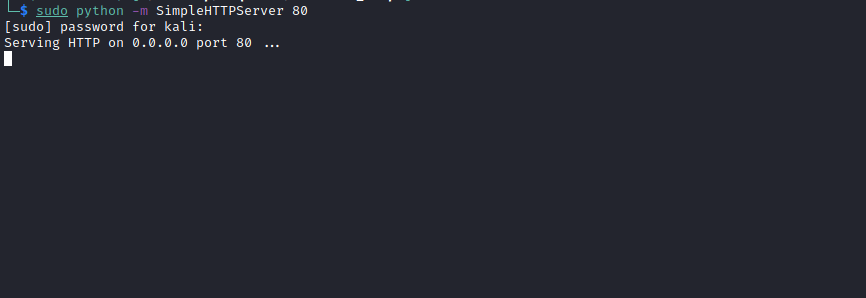 └─$ sudo python -m SimpleHTTPServer 80
[sudo] password for kali:
Serving HTTP on 0.0.0.0 port 80 ...